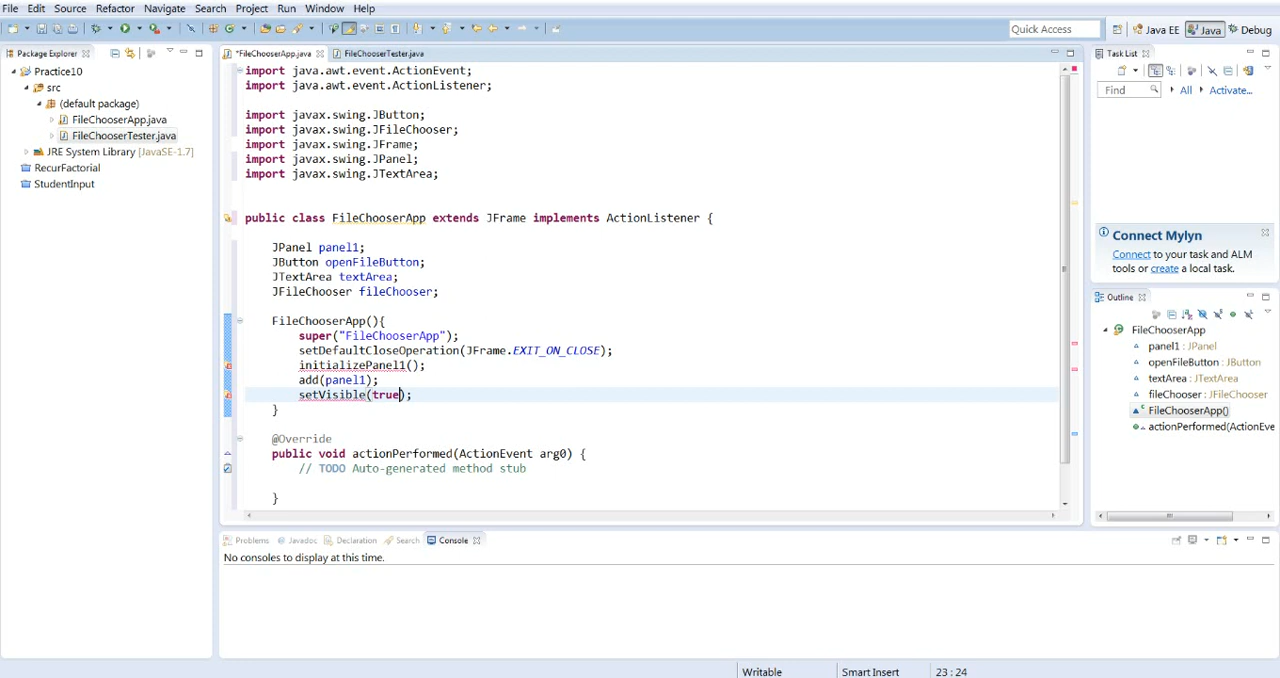 File Edit Source Refactor Navigate Search Project Run Window Help
Quick Access
Java EE
Java
Debug
Package Explorer
Practice10
src
(default package)
FileChooserApp.java
FileChooserTester.java
JRE System Library [JavaSE-1.7]
RecurFactorial
StudentInput
*FileChooserApp.java
FileChooserTester.java
import java.awt.event.ActionEvent;
import java.awt.event.ActionListener;
import javax.swing.JButton;
import javax.swing.JFileChooser;
import javax.swing.JFrame;
import javax.swing.JPanel;
import javax.swing.JTextArea;
public class FileChooserApp extends JFrame implements ActionListener {
JPanel panel1;
JButton openFileButton;
JTextArea textArea;
JFileChooser fileChooser;
FileChooserApp(){
super("FileChooserApp");
setDefaultCloseOperation(JFrame.EXIT_ON_CLOSE);
initializePanel1();
add(panel1);
setVisible(true);
}
@Override
public void actionPerformed(ActionEvent arg0) {
// TODO Auto-generated method stub
}
Task List
Find
All
Activate...
Connect Mylyn
Connect to your task and ALM
tools or create a local task.
Outline
FileChooserApp
panel1 : JPanel
openFileButton : JButton
textArea : JTextArea
fileChooser : JFileChooser
FileChooserApp()
actionPerformed(ActionEve
Problems
Javadoc
Declaration
Search
Console
No consoles to display at this time.
Writable
Smart Insert
23 : 24